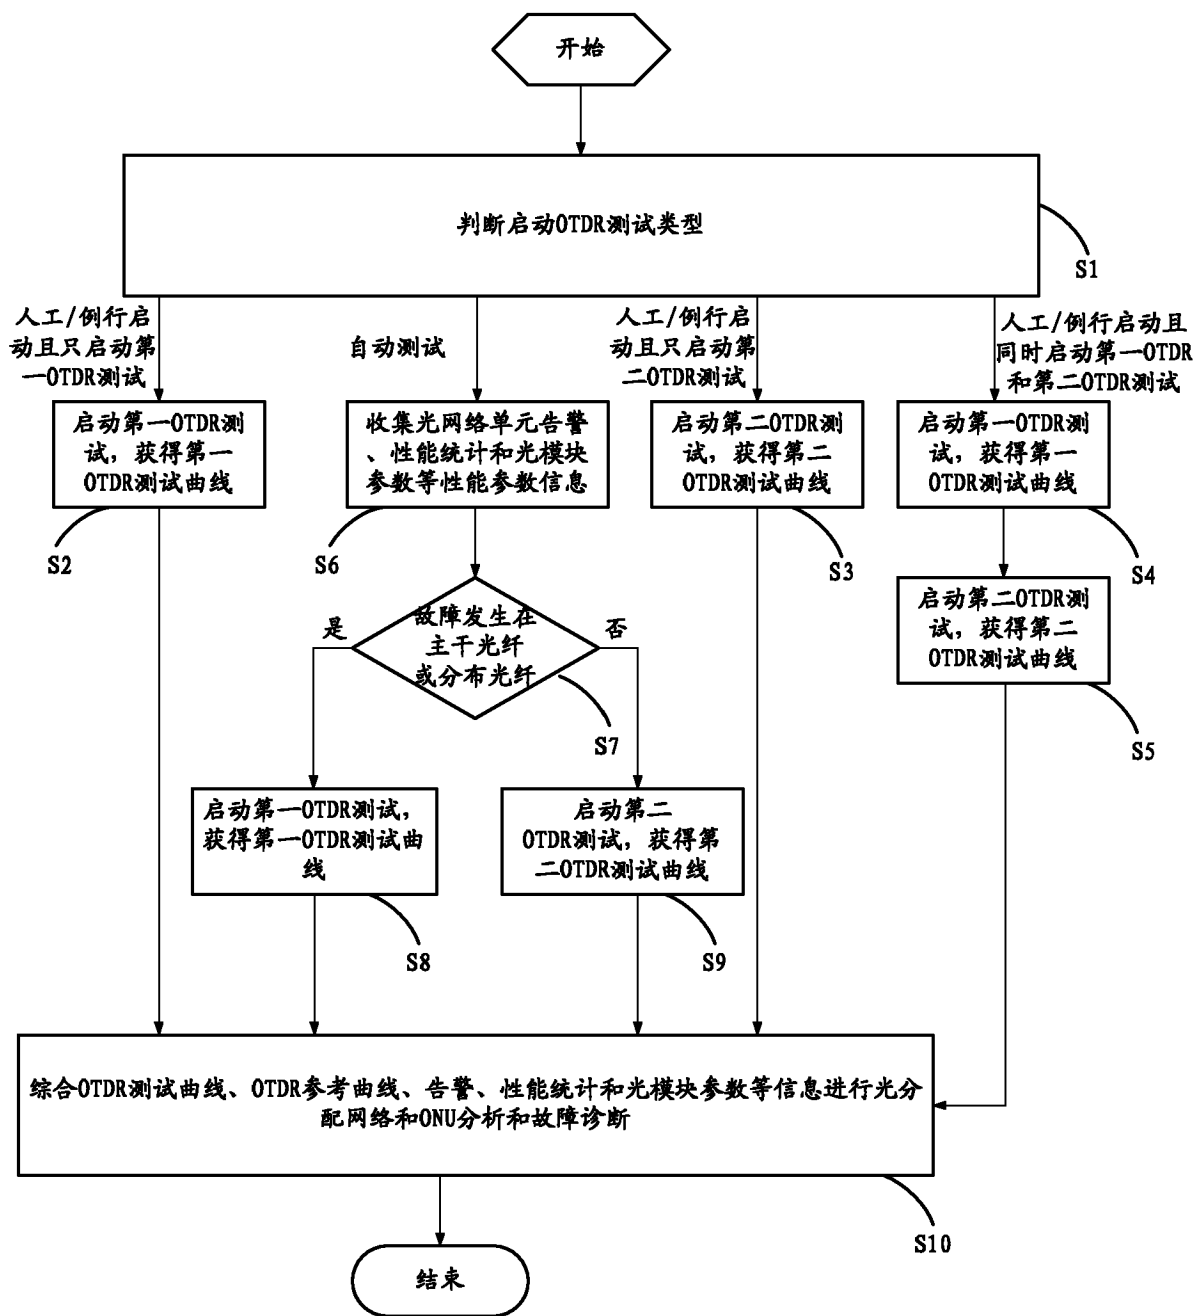 开始
判断启动OTDR测试类型
S1
人工/例行启
动且只启动第
一OTDR测试
自动测试
人工/例行启
动且只启动第
二OTDR测试
人工/例行启动且
同时启动第一OTDR
和第二OTDR测试
启动第一OTDR测
试，获得第一
OTDR测试曲线
S2
收集光网络单元告警
、性能统计和光模块
参数等性能参数信息
S6
启动第二OTDR测
试，获得第二
OTDR测试曲线
S3
启动第一OTDR测
试，获得第一
OTDR测试曲线
S4
启动第二OTDR测
试，获得第二
OTDR测试曲线
S5
是
故障发生在
主干光纤
或分布光纤
否
S7
启动第一OTDR测试，
获得第一OTDR测试曲
线
S8
启动第二
OTDR测试，获得第
二OTDR测试曲线
S9
综合OTDR测试曲线、OTDR参考曲线、告警、性能统计和光模块参数等信息进行光分
配网络和ONU分析和故障诊断
S10
结束